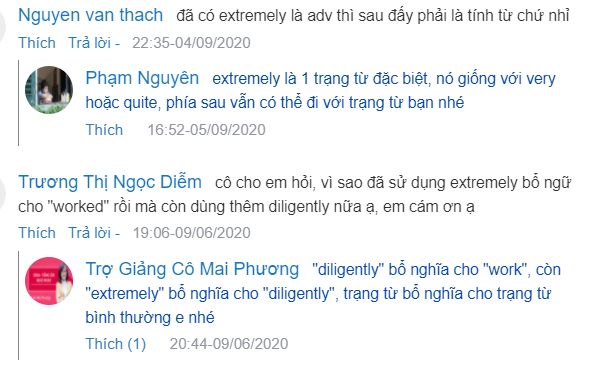 Nguyen van thach đã có extremely là adv thì sau đấy phải là tính từ chứ nhỉ
Thích Trả lời - 22:35-04/09/2020
Phạm Nguyên extremely là 1 trạng từ đặc biệt, nó giống với very
hoặc quite, phía sau vẫn có thể đi với trạng từ bạn nhé
Thích 16:52-05/09/2020
Trương Thị Ngọc Diễm cô cho em hỏi, vì sao đã sử dụng extremely bổ ngữ
cho "worked" rồi mà còn dùng thêm diligently nữa ạ, em cám ơn ạ
Thích Trả lời - 19:06-09/06/2020
Trợ Giảng Cô Mai Phương "diligently" bổ nghĩa cho "work", còn
"extremely" bổ nghĩa cho "diligently", trạng từ bổ nghĩa cho trạng từ
bình thường e nhé
Thích (1) 20:44-09/06/2020